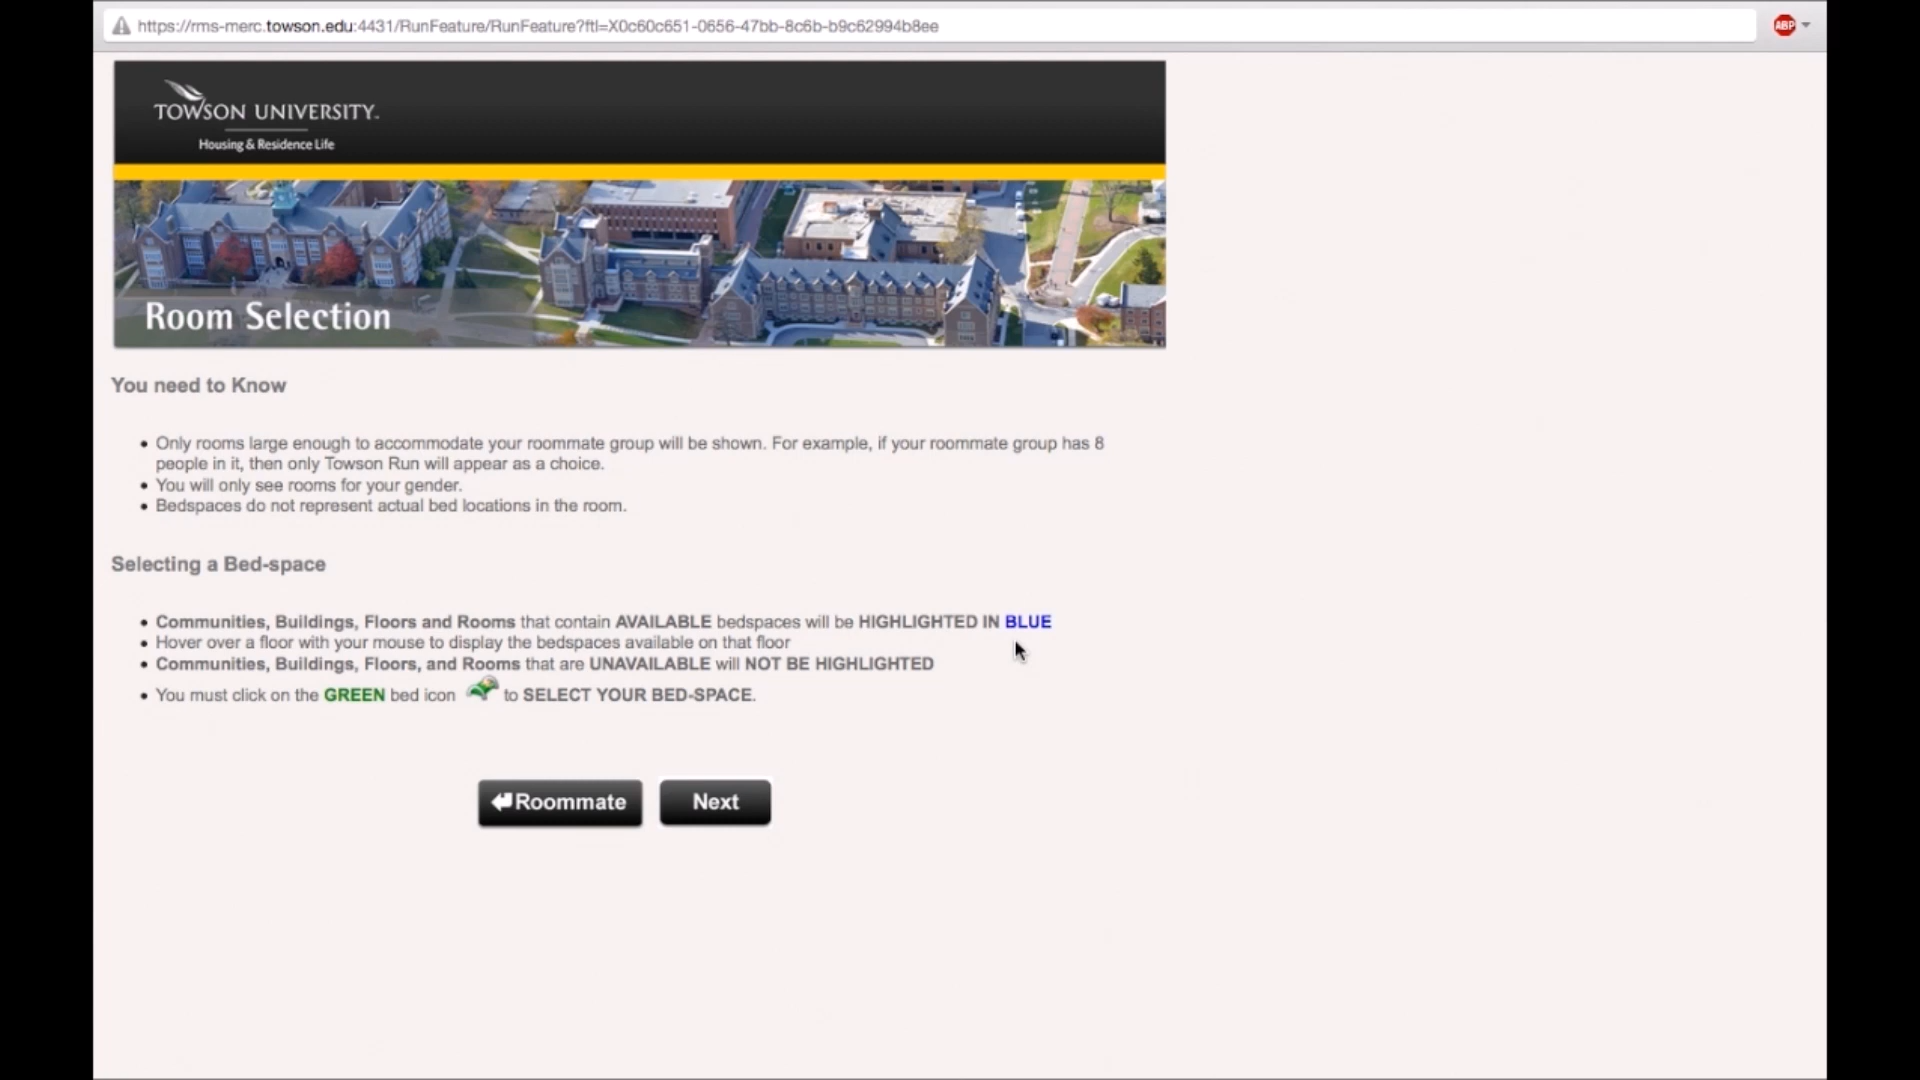 https://rms-merc.towson.edu:4431/RunFeature/RunFeature?ftl=X0c60c651-0656-47bb-8c6b-b9c62994b8ee
ABP
TOWSON UNIVERSITY™
Housing & Residence Life
Room Selection
You need to Know
• Only rooms large enough to accommodate your roommate group will be shown. For example, if your roommate group has 8
people in it, then only Towson Run will appear as a choice.
• You will only see rooms for your gender.
• Bedspaces do not represent actual bed locations in the room.
Selecting a Bed-space
• Communities, Buildings, Floors and Rooms that contain AVAILABLE bedspaces will be HIGHLIGHTED IN BLUE
• Hover over a floor with your mouse to display the bedspaces available on that floor
• Communities, Buildings, Floors, and Rooms that are UNAVAILABLE will NOT BE HIGHLIGHTED
• You must click on the GREEN bed icon to SELECT YOUR BED-SPACE.
Roommate Next